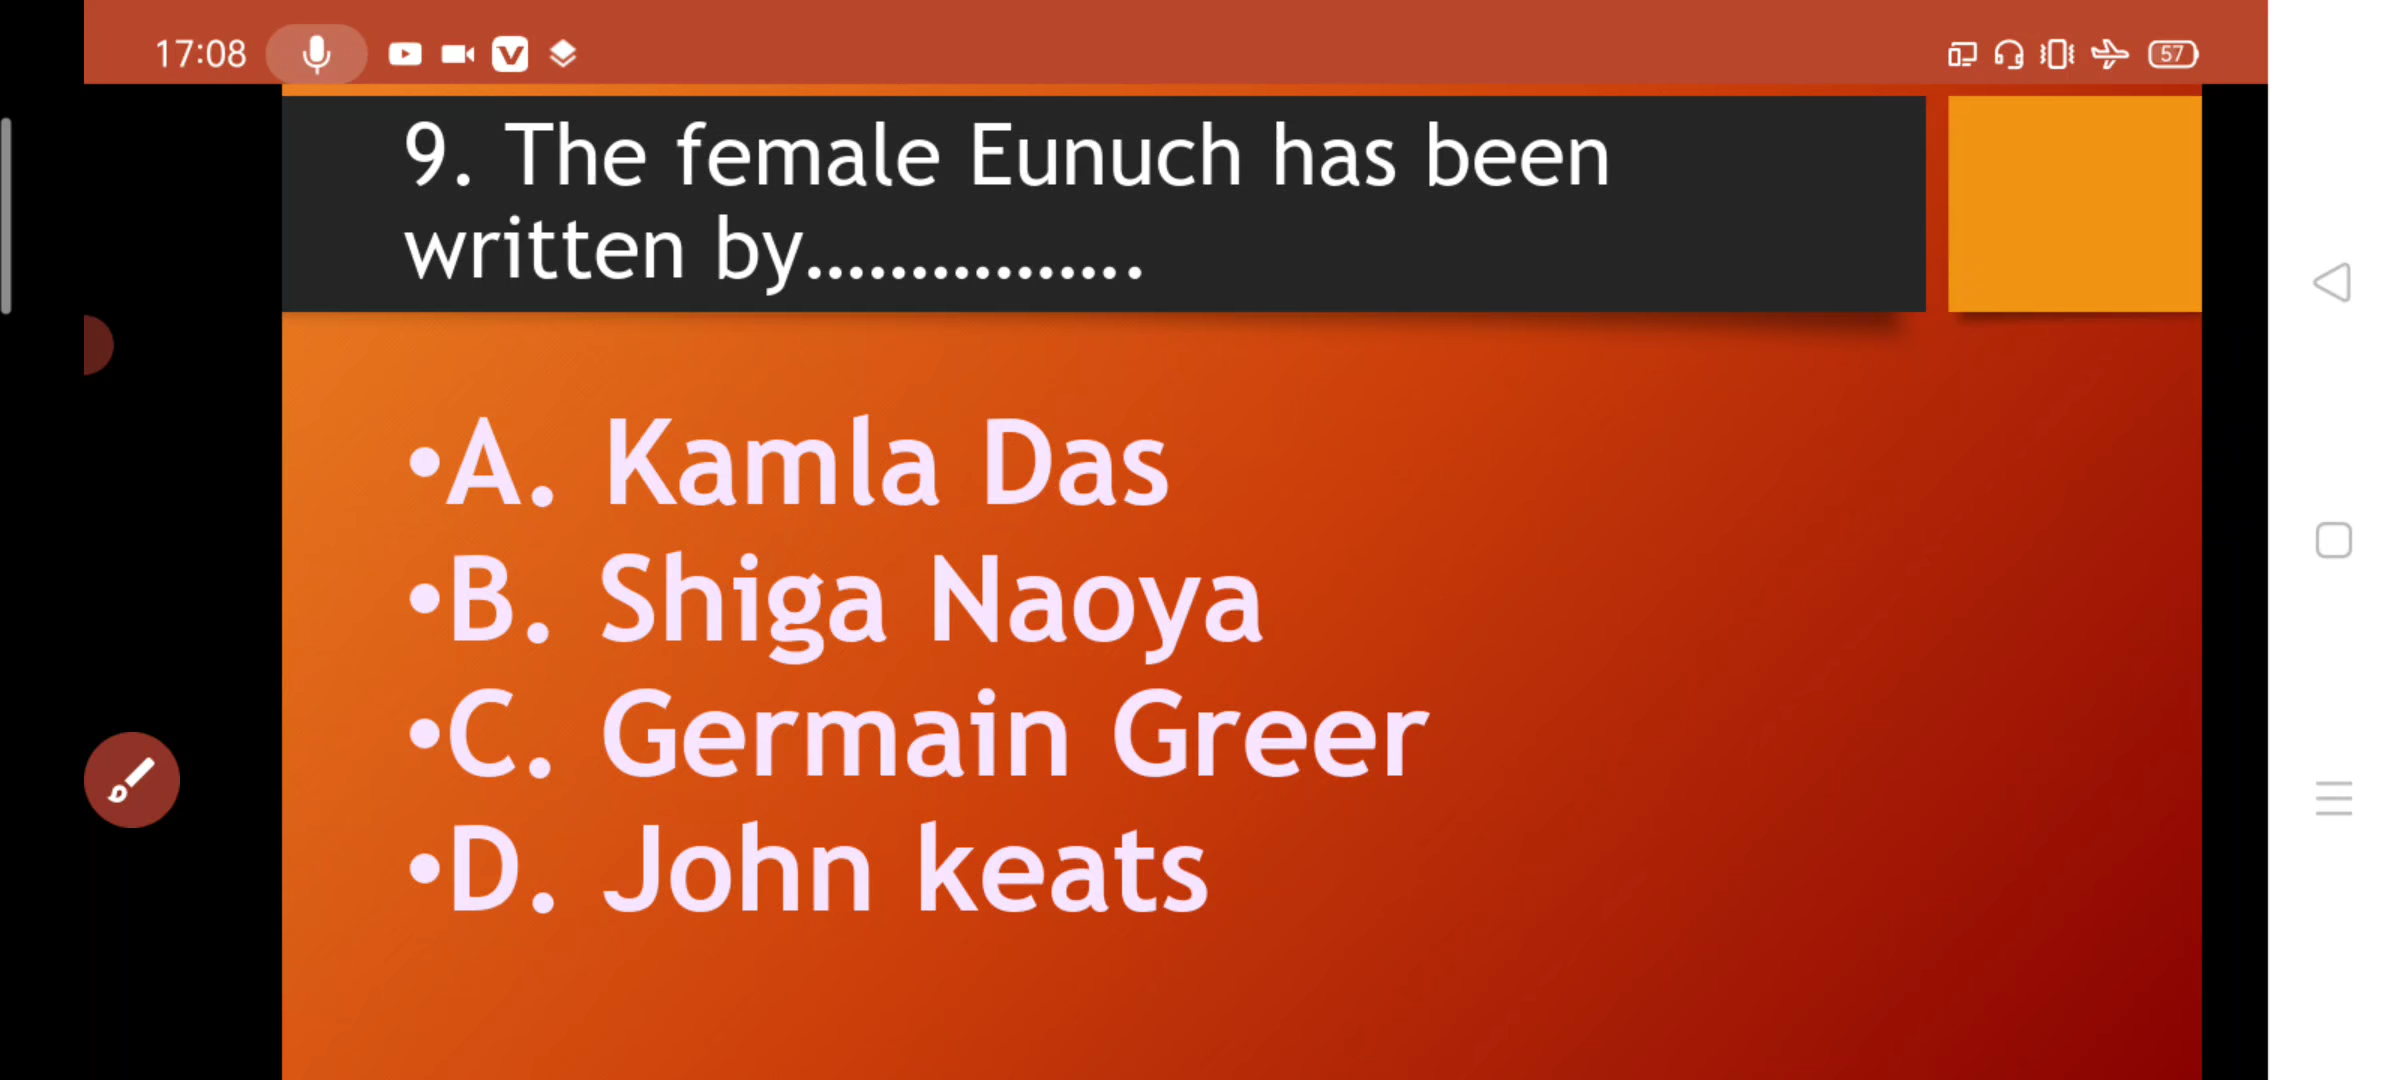 17:08
57
9. The female Eunuch has been
written by................
•A. Kamla Das
•B. Shiga Naoya
•C. Germain Greer
•D. John keats